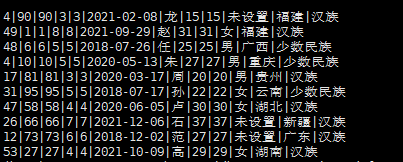 4|90|90|3|3|2021-02-08|龙|15|15|未设置|福建|汉族
49|1|1|8|8|2021-09-29|赵|31|31|女|福建|汉族
48|6|6|5|5|2018-07-26|任|25|25|男|广西|少数民族
4|10|10|5|5|2020-05-13|朱|27|27|男|重庆|少数民族
17|81|81|3|3|2020-03-17|周|20|20|男|贵州|汉族
31|95|95|5|5|2018-07-17|孙|22|22|女|云南|少数民族
47|58|58|4|4|2020-06-05|卢|30|30|女|湖北|汉族
26|66|66|7|7|2021-12-06|石|37|37|未设置|新疆|汉族
12|73|73|6|6|2018-12-02|范|27|27|未设置|广东|汉族
53|27|27|4|4|2021-10-09|高|29|29|女|湖南|汉族